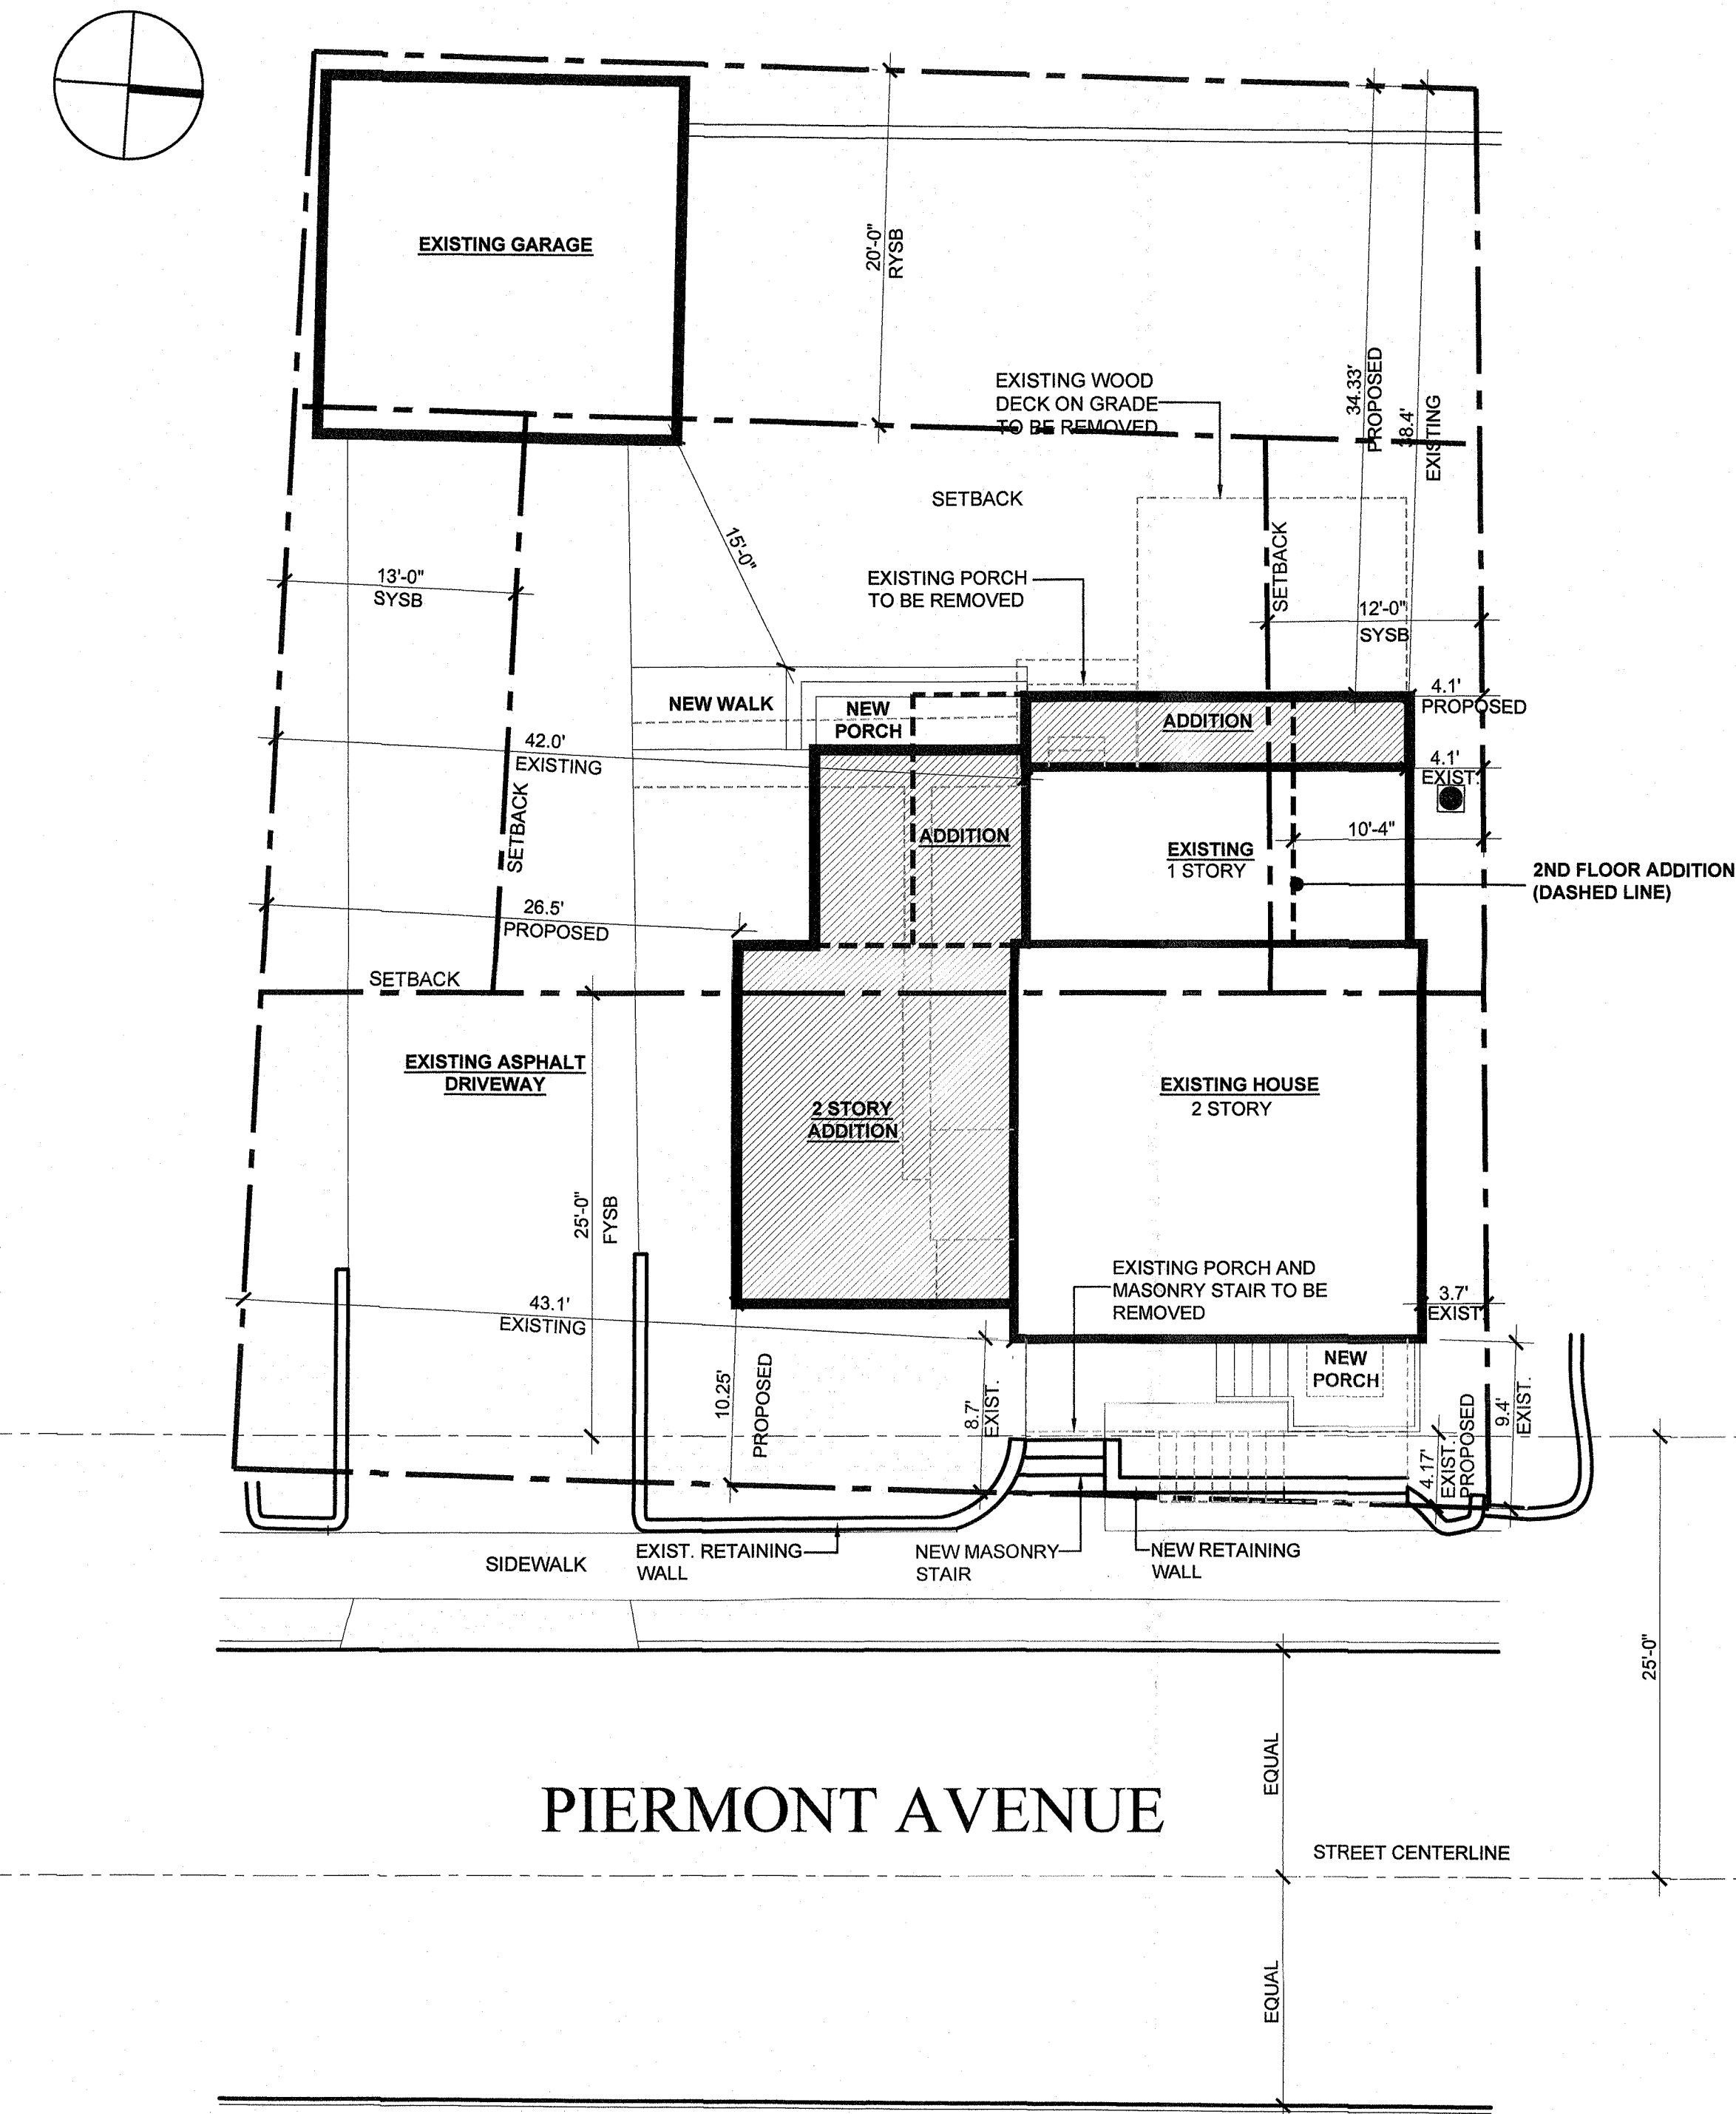 EXISTING GARAGE
20'-0"
RYSB
EXISTING WOOD
DECK ON GRADE
TO BE REMOVED
34.33'
PROPOSED
38.4'
EXISTING
SETBACK
SETBACK
15'-0"
13'-0"
SYSB
EXISTING PORCH
TO BE REMOVED
12'-0"
SYSB
4.1'
PROPOSED
NEW WALK
NEW
PORCH
ADDITION
42.0'
EXISTING
4.1'
EXIST.
SETBACK
ADDITION
EXISTING
1 STORY
10'-4"
2ND FLOOR ADDITION
(DASHED LINE)
26.5'
PROPOSED
SETBACK
EXISTING ASPHALT
DRIVEWAY
2 STORY
ADDITION
EXISTING HOUSE
2 STORY
25'-0"
FYSB
EXISTING PORCH AND
MASONRY STAIR TO BE
REMOVED
43.1'
EXISTING
3.7'
EXIST.
NEW
PORCH
10.25'
PROPOSED
8.7'
EXIST.
9.4'
EXIST.
4.17'
EXIST.
PROPOSED
SIDEWALK
EXIST. RETAINING
WALL
NEW MASONRY
STAIR
NEW RETAINING
WALL
25'-0"
EQUAL
PIERMONT AVENUE
STREET CENTERLINE
EQUAL